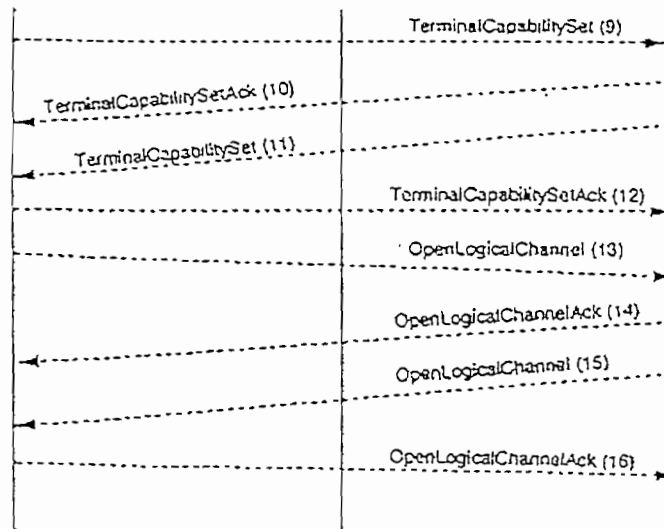 TerminalCapabilitySet (9)
TerminalCapabilitySetAck (10)
TerminalCapabilitySet (11)
TerminalCapabilitySetAck (12)
OpenLogicalChannel (13)
OpenLogicalChannelAck (14)
OpenLogicalChannel (15)
OpenLogicalChannelAck (16)